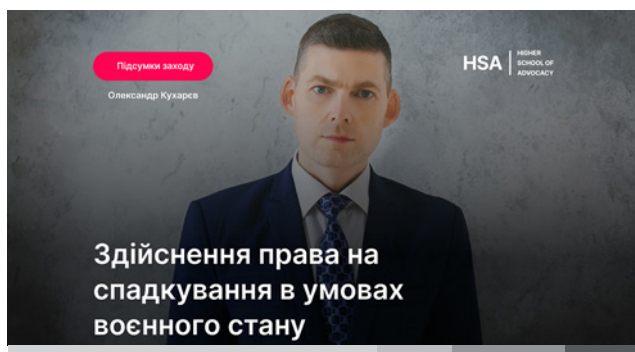 Підсумки заходу
Олександр Кухарєв
HSA
HIGHER
SCHOOL OF
ADVOCACY
Здійснення права на
спадкування в умовах
воєнного стану